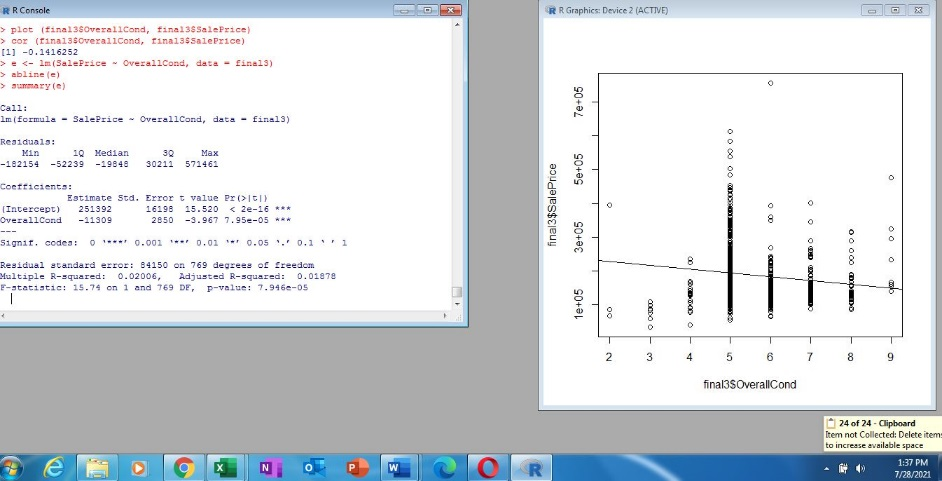 R Console
> plot (final3$OverallCond, final3$SalePrice)
> cor (final3$OverallCond, final3$SalePrice)
[1] -0.1416252
> e <- lm(SalePrice ~ OverallCond, data = final3)
> abline(e)
> summary(e)
Call:
lm(formula = SalePrice ~ OverallCond, data = final3)
Residuals:
Min 1Q Median 3Q Max
-182154 -52239 -19848 30211 571461
Coefficients:
Estimate Std. Error t value Pr(>|t|)
(Intercept) 251392 16198 15.520 < 2e-16 ***
OverallCond -11309 2850 -3.967 7.95e-05 ***
---
Signif. codes: 0 '***' 0.001 '**' 0.01 '*' 0.05 '.' 0.1 ' ' 1
Residual standard error: 84150 on 769 degrees of freedom
Multiple R-squared: 0.02006, Adjusted R-squared: 0.01878
F-statistic: 15.74 on 1 and 769 DF, p-value: 7.946e-05
R Graphics: Device 2 (ACTIVE)
final3$SalePrice
7e+05
5e+05
3e+05
1e+05
2 3 4 5 6 7 8 9
final3$OverallCond
24 of 24 - Clipboard
Item not Collected: Delete items
to increase available space
1:37 PM
7/28/2021